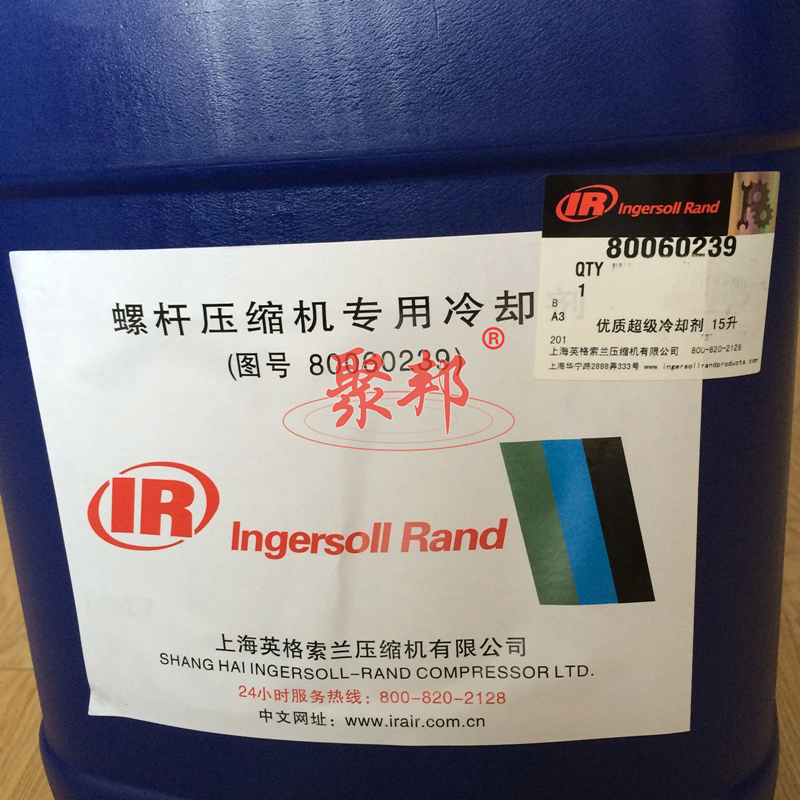 IR Ingersoll Rand
80060239
QTY
1
B
A3
优质超级冷却剂 15升
201
上海英格索兰压缩机有限公司 800-820-2128
上海华宁路2888弄333号 www.ingersollrandproducts.com
螺杆压缩机专用冷却剂
(图号 80060239)
聚邦®
IR Ingersoll Rand
上海英格索兰压缩机有限公司
SHANG HAI INGERSOLL-RAND COMPRESSOR LTD.
24小时服务热线：800-820-2128
中文网址：www.irair.com.cn